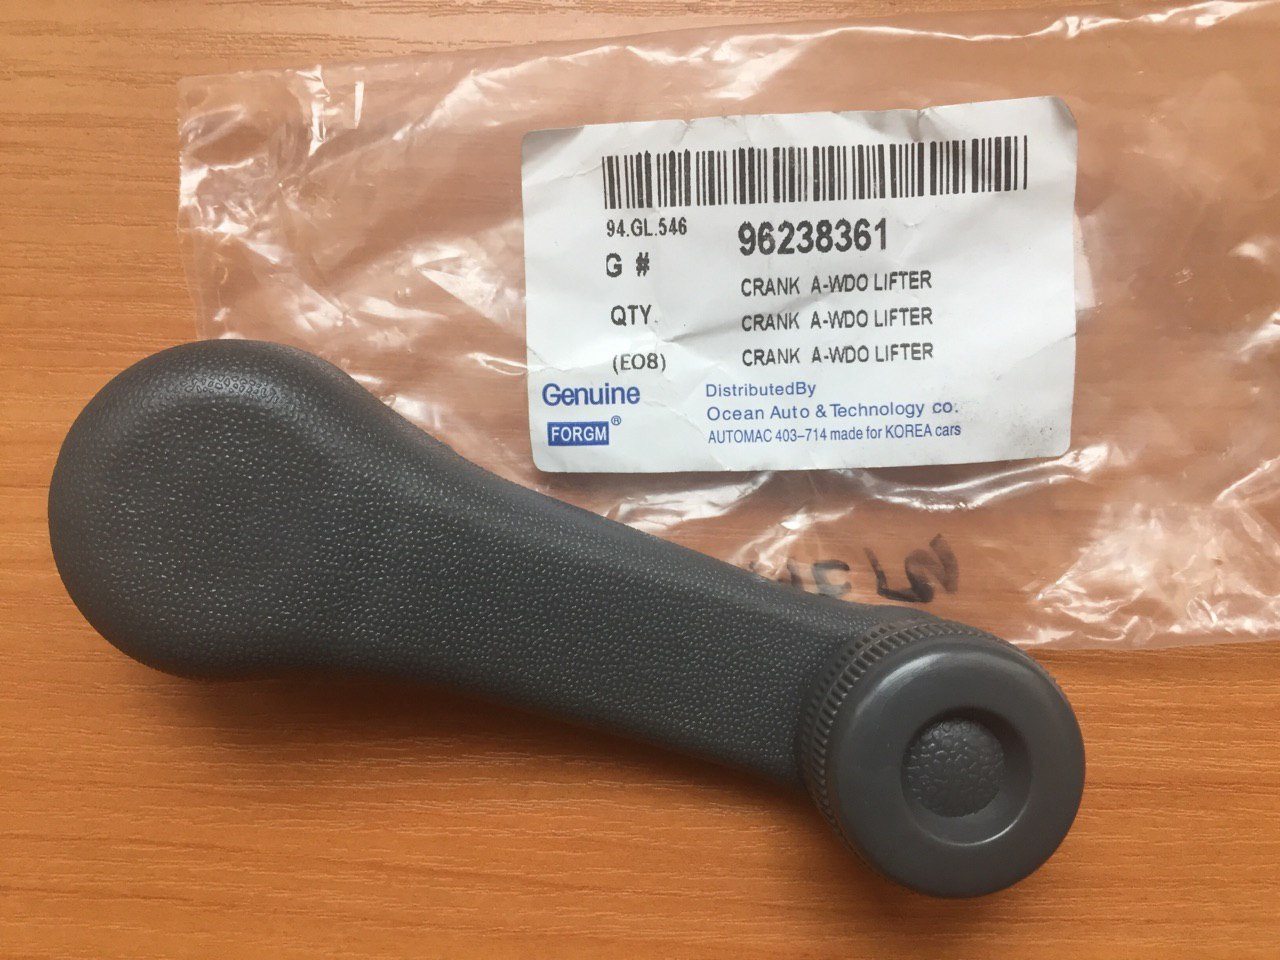 94.GL.546
96238361
G #
CRANK A-WDO LIFTER
QTY.
CRANK A-WDO LIFTER
(EO8)
CRANK A-WDO LIFTER
Genuine
FORGM®
DistributedBy
Ocean Auto & Technology co.
AUTOMAC 403-714 made for KOREA cars